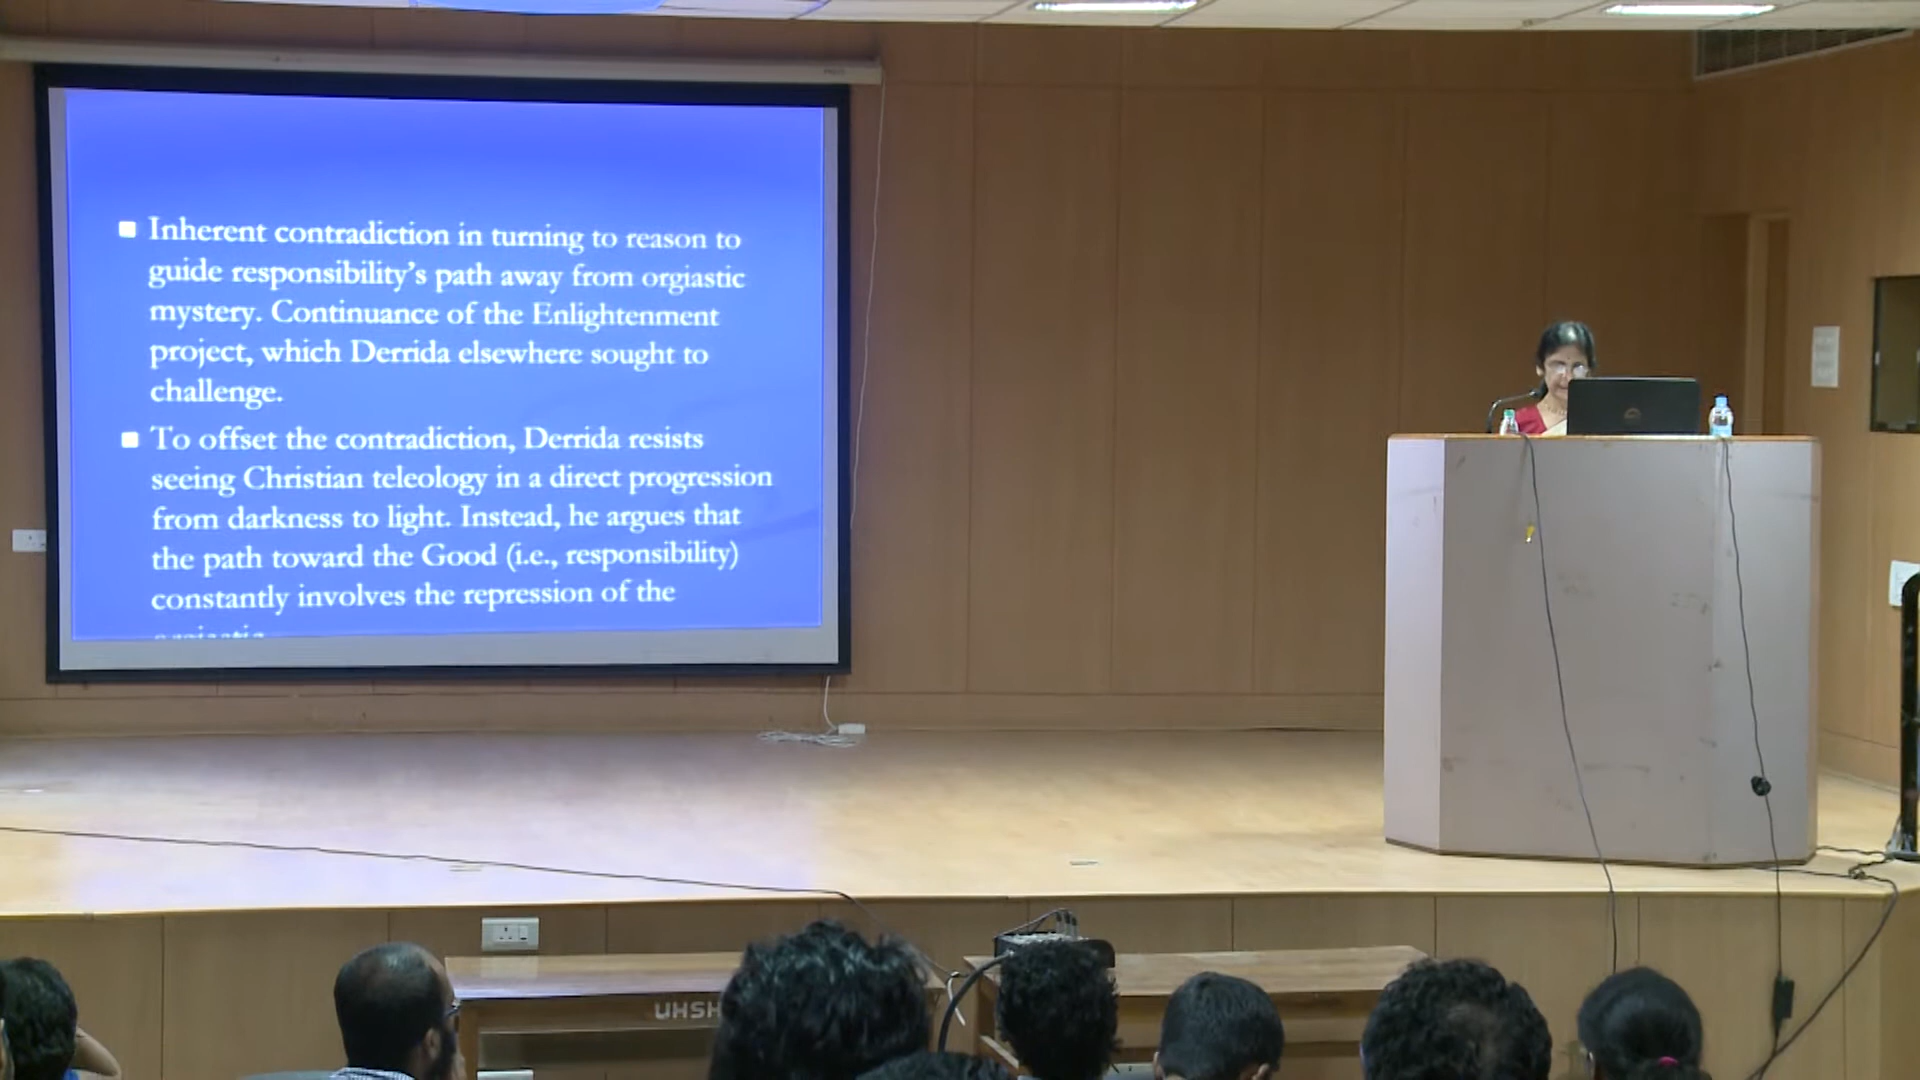 Inherent contradiction in turning to reason to
guide responsibility's path away from orgiastic
mystery. Continuance of the Enlightenment
project, which Derrida elsewhere sought to
challenge.
To offset the contradiction, Derrida resists
seeing Christian teleology in a direct progression
from darkness to light. Instead, he argues that
the path toward the Good (i.e., responsibility)
constantly involves the repression of the
UHSH